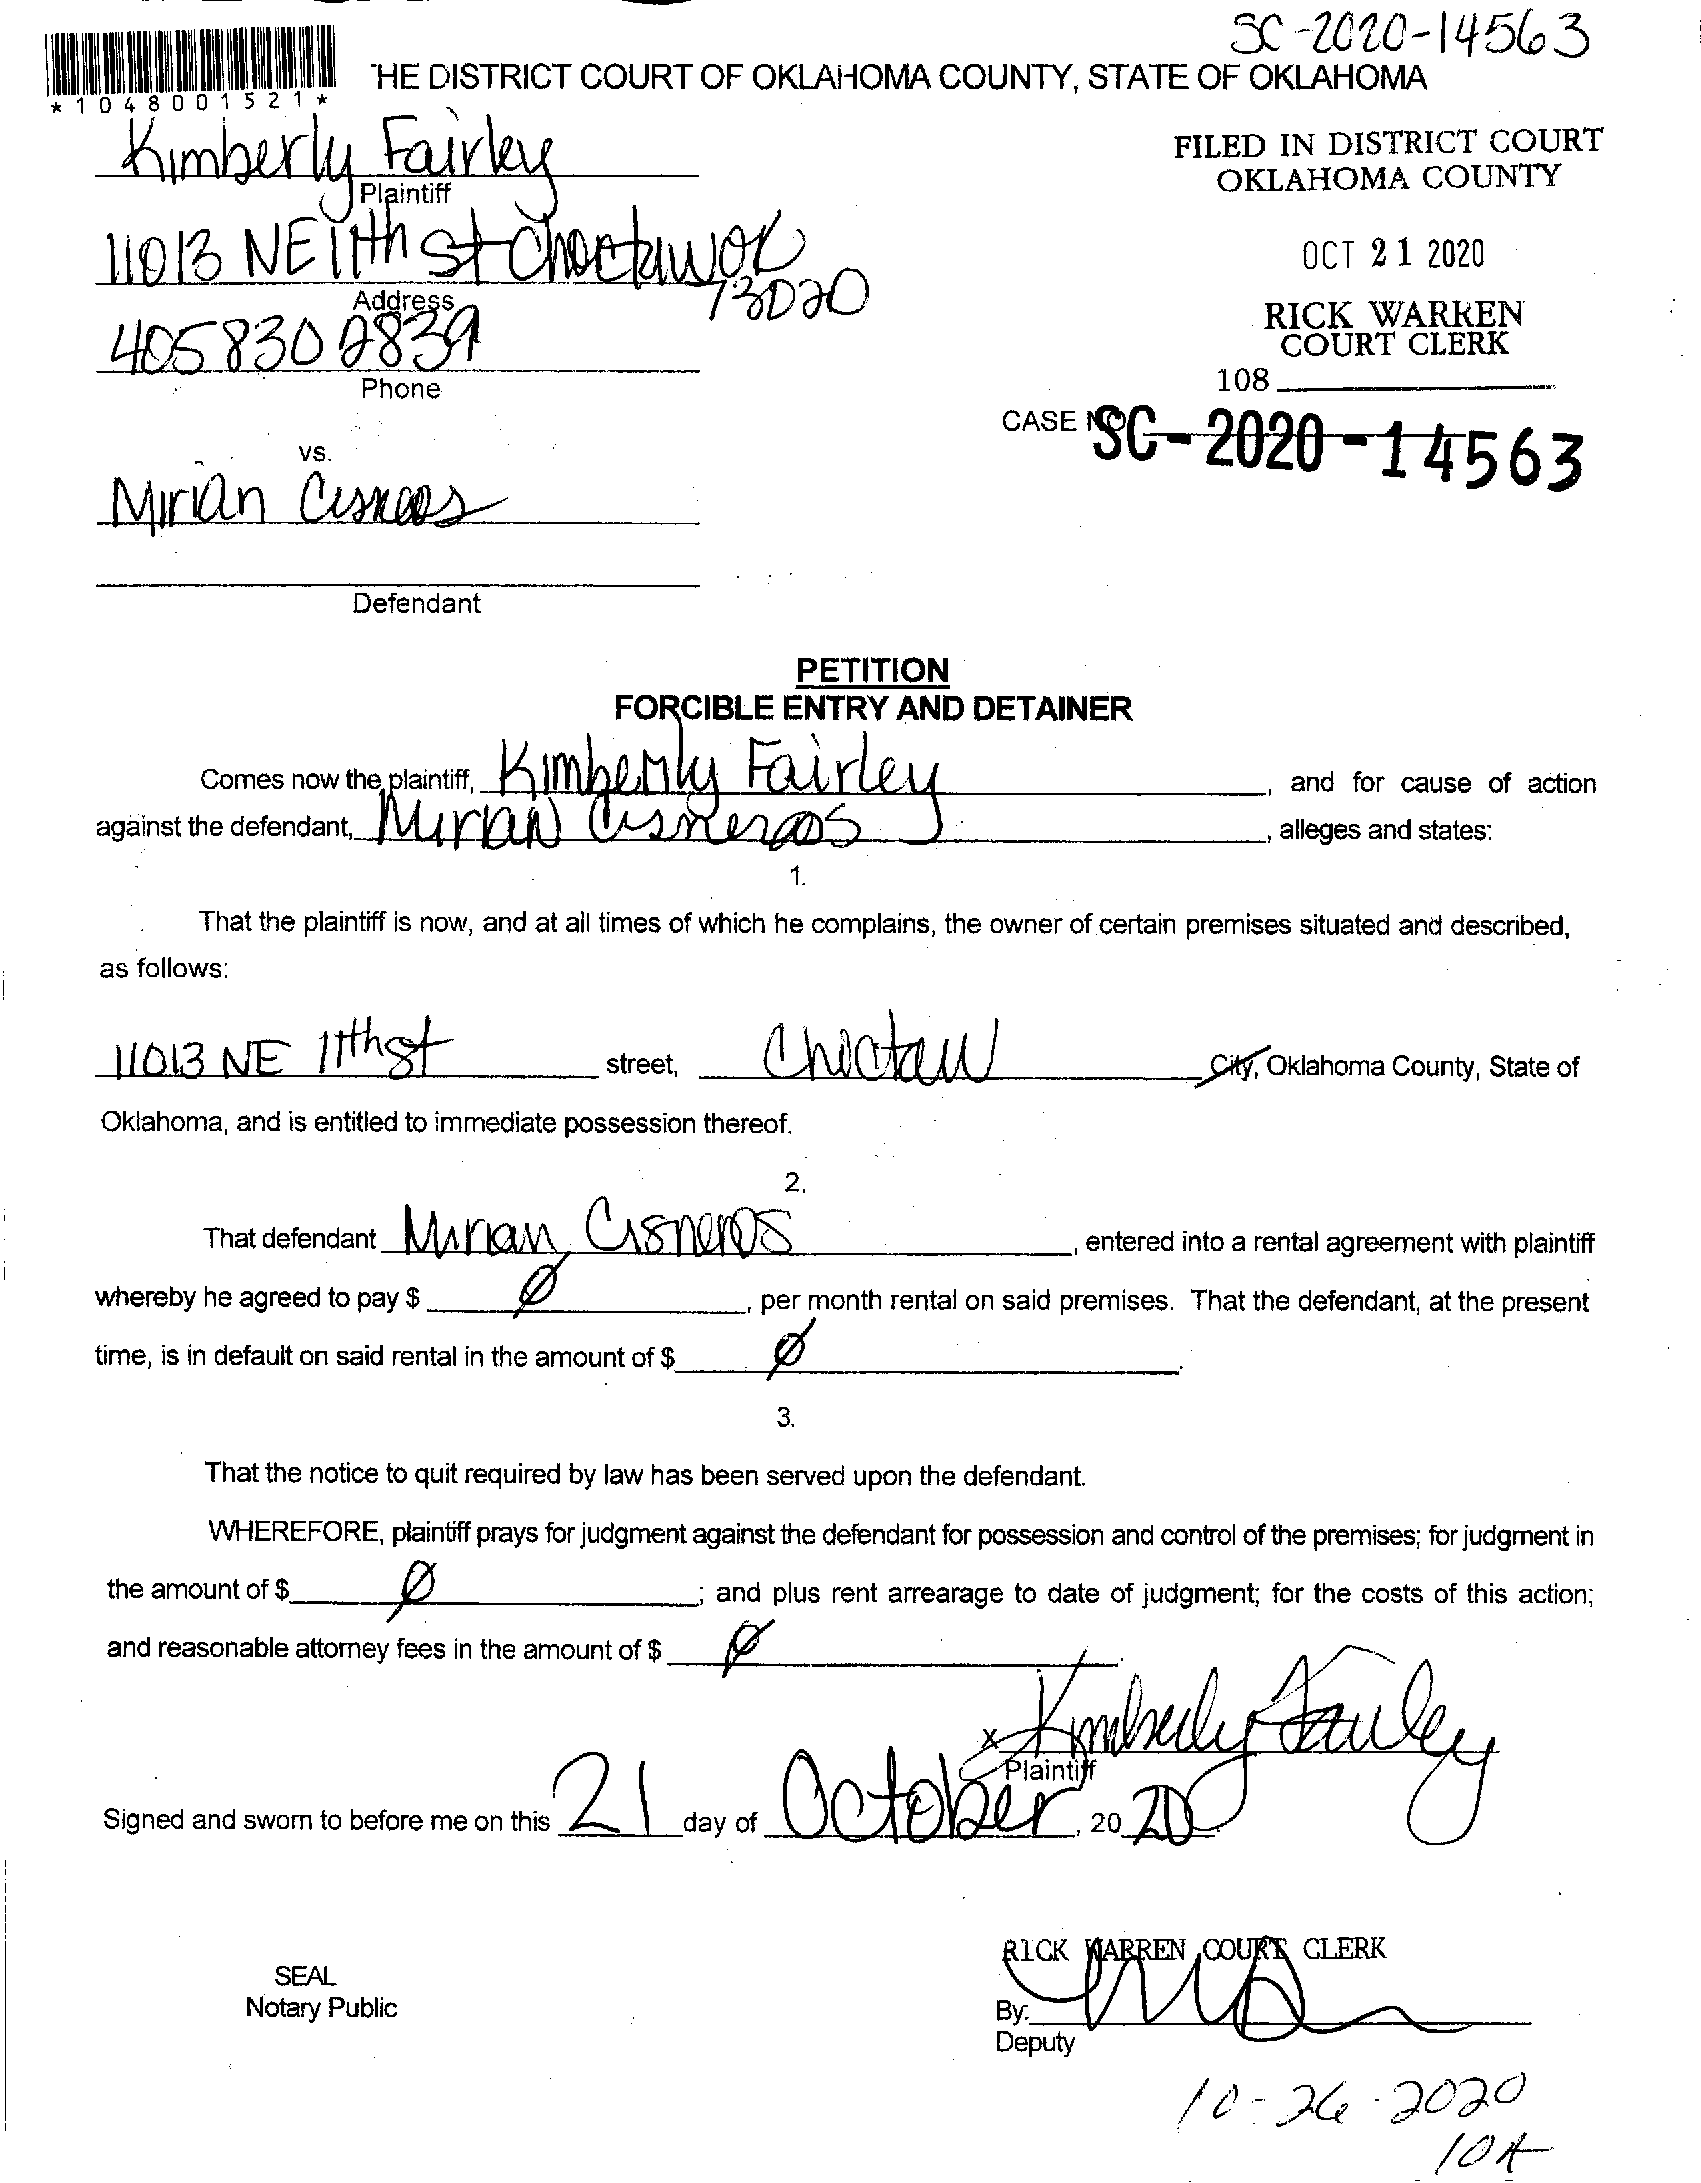 SC-2020-14563
*1048001521*
THE DISTRICT COURT OF OKLAHOMA COUNTY, STATE OF OKLAHOMA
Kimberly Fairley
Plaintiff
FILED IN DISTRICT COURT
OKLAHOMA COUNTY
11013 NE 11th St Choctaw OK
73020
Address
OCT 21 2020
RICK WARREN
COURT CLERK
405 830 2839
Phone
108
CASE NO.
SC-2020-14563
vs.
Mirian Cisneros
Defendant
PETITION
FORCIBLE ENTRY AND DETAINER
Comes now the plaintiff, Kimberly Fairley, and for cause of action
against the defendant, Mirian Cisneros, alleges and states:
1.
That the plaintiff is now, and at all times of which he complains, the owner of certain premises situated and described,
as follows:
11013 NE 11th st street, Choctaw City, Oklahoma County, State of
Oklahoma, and is entitled to immediate possession thereof.
2.
That defendant Mirian Cisneros, entered into a rental agreement with plaintiff
whereby he agreed to pay $ Ø, per month rental on said premises. That the defendant, at the present
time, is in default on said rental in the amount of $ Ø.
3.
That the notice to quit required by law has been served upon the defendant.
WHEREFORE, plaintiff prays for judgment against the defendant for possession and control of the premises; for judgment in
the amount of $ Ø; and plus rent arrearage to date of judgment; for the costs of this action;
and reasonable attorney fees in the amount of $ Ø.
x Kimberly Fairley
Plaintiff
Signed and sworn to before me on this 21 day of October, 2020.
RICK WARREN COURT CLERK
SEAL
Notary Public
By:
Deputy
10-26-2020
10A